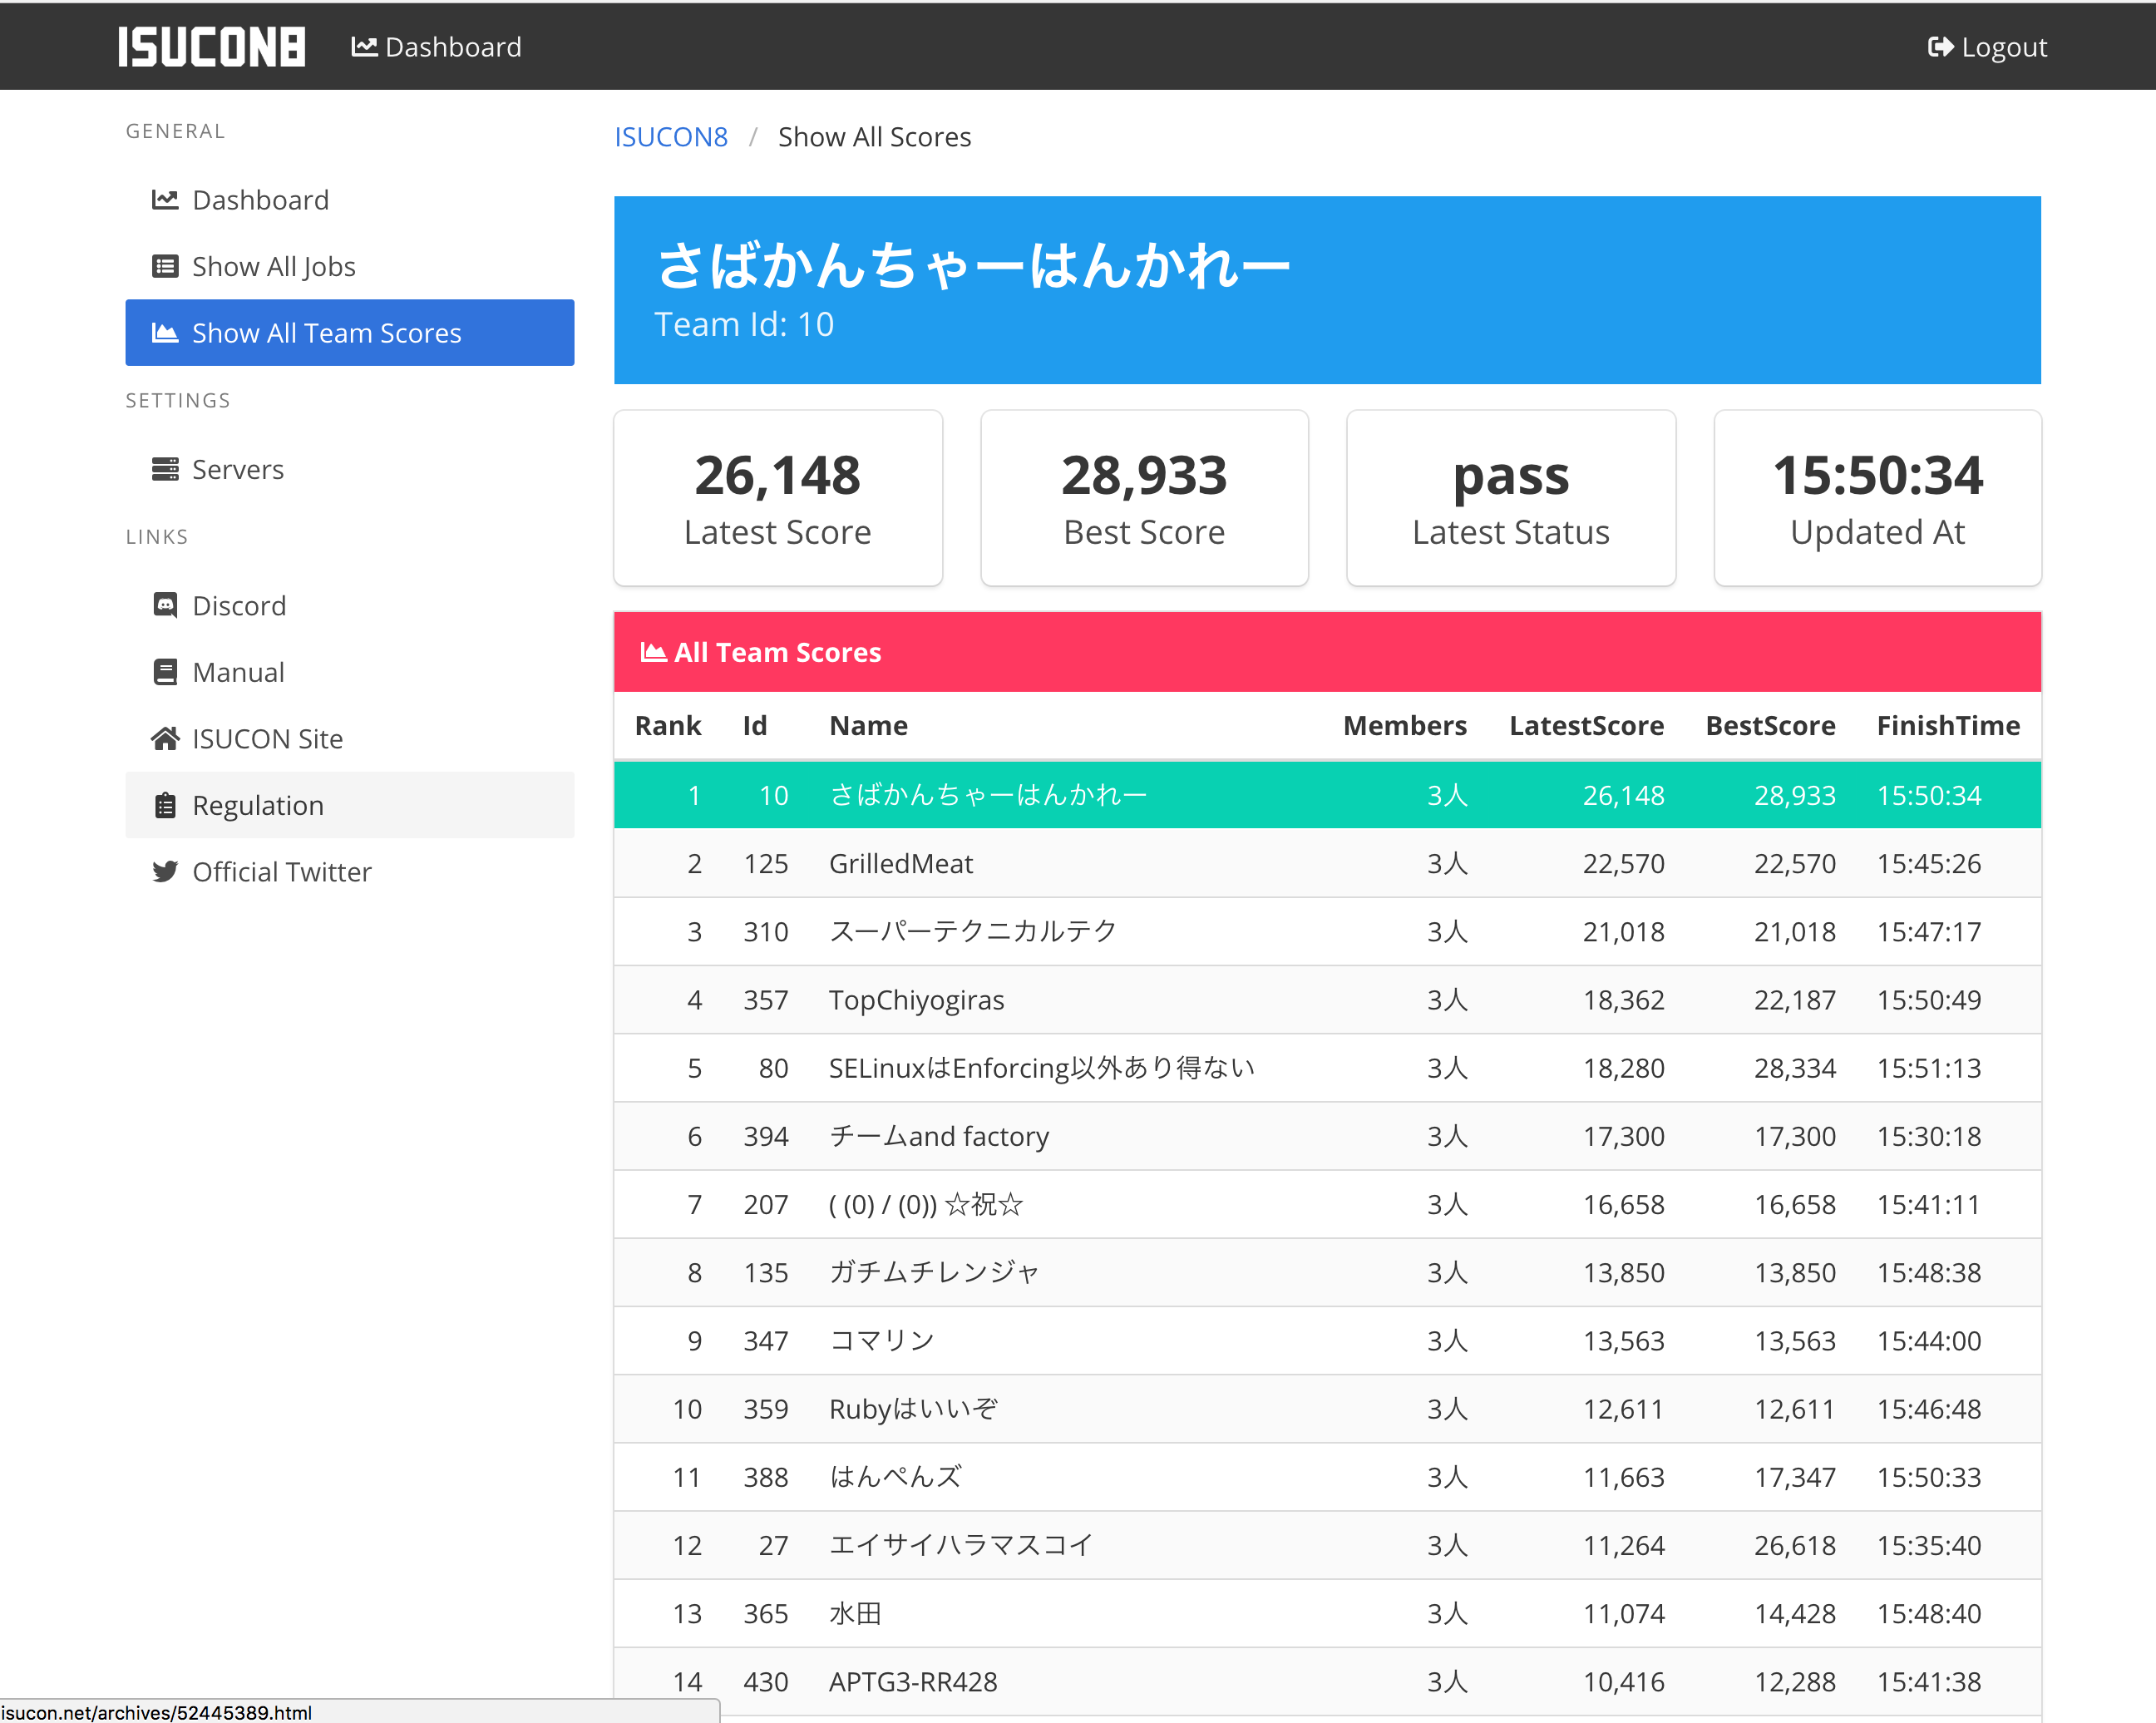 ISUCON8 Dashboard Logout
GENERAL
Dashboard
Show All Jobs
Show All Team Scores
SETTINGS
Servers
LINKS
Discord
Manual
ISUCON Site
Regulation
Official Twitter
ISUCON8 / Show All Scores
さばかんちゃーはんかれー
Team Id: 10
26,148
Latest Score
28,933
Best Score
pass
Latest Status
15:50:34
Updated At
All Team Scores
Rank Id Name Members LatestScore BestScore FinishTime
1 10 さばかんちゃーはんかれー 3人 26,148 28,933 15:50:34
2 125 GrilledMeat 3人 22,570 22,570 15:45:26
3 310 スーパーテクニカルテク 3人 21,018 21,018 15:47:17
4 357 TopChiyogiras 3人 18,362 22,187 15:50:49
5 80 SELinuxはEnforcing以外あり得ない 3人 18,280 28,334 15:51:13
6 394 チームand factory 3人 17,300 17,300 15:30:18
7 207 ( (0) / (0)) ☆祝☆ 3人 16,658 16,658 15:41:11
8 135 ガチムチレンジャ 3人 13,850 13,850 15:48:38
9 347 コマリン 3人 13,563 13,563 15:44:00
10 359 Rubyはいいぞ 3人 12,611 12,611 15:46:48
11 388 はんぺんズ 3人 11,663 17,347 15:50:33
12 27 エイサイハラマスコイ 3人 11,264 26,618 15:35:40
13 365 水田 3人 11,074 14,428 15:48:40
14 430 APTG3-RR428 3人 10,416 12,288 15:41:38
isucon.net/archives/52445389.html